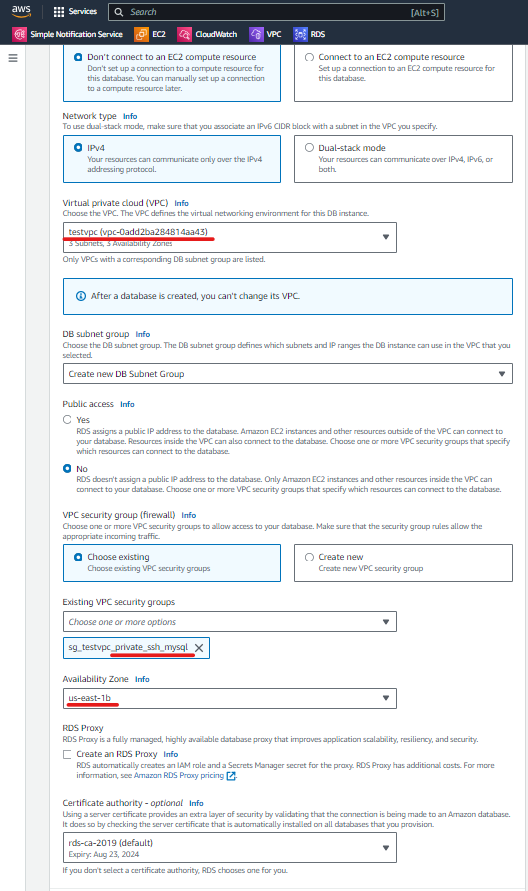 aws
Services
Search
[Alt+S]
Simple Notification Service
EC2
CloudWatch
VPC
RDS
Don't connect to an EC2 compute resource
Don't set up a connection to a compute resource for
this database. You can manually set up a connection
to a compute resource later.
Connect to an EC2 compute resource
Set up a connection to an EC2 compute resource for
this database.
Network type Info
To use dual-stack mode, make sure that you associate an IPv6 CIDR block with a subnet in the VPC you specify.
IPv4
Your resources can communicate only over the IPv4
addressing protocol.
Dual-stack mode
Your resources can communicate over IPv4, IPv6, or
both.
Virtual private cloud (VPC) Info
Choose the VPC. The VPC defines the virtual networking environment for this DB instance.
testvpc (vpc-0add2ba284814aa43)
3 Subnets, 3 Availability Zones
Only VPCs with a corresponding DB subnet group are listed.
After a database is created, you can't change its VPC.
DB subnet group Info
Choose the DB subnet group. The DB subnet group defines which subnets and IP ranges the DB instance can use in the VPC that you
selected.
Create new DB Subnet Group
Public access Info
Yes
RDS assigns a public IP address to the database. Amazon EC2 instances and other resources outside of the VPC can connect to
your database. Resources inside the VPC can also connect to the database. Choose one or more VPC security groups that specify
which resources can connect to the database.
No
RDS doesn't assign a public IP address to the database. Only Amazon EC2 instances and other resources inside the VPC can
connect to your database. Choose one or more VPC security groups that specify which resources can connect to the database.
VPC security group (firewall) Info
Choose one or more VPC security groups to allow access to your database. Make sure that the security group rules allow the
appropriate incoming traffic.
Choose existing
Choose existing VPC security groups
Create new
Create new VPC security group
Existing VPC security groups
Choose one or more options
sg_testvpc_private_ssh_mysql
Availability Zone Info
us-east-1b
RDS Proxy
RDS Proxy is a fully managed, highly available database proxy that improves application scalability, resiliency, and security.
Create an RDS Proxy Info
RDS automatically creates an IAM role and a Secrets Manager secret for the proxy. RDS Proxy has additional costs. For more
information, see Amazon RDS Proxy pricing
Certificate authority - optional Info
Using a server certificate provides an extra layer of security by validating that the connection is being made to an Amazon database.
It does so by checking the server certificate that is automatically installed on all databases that you provision.
rds-ca-2019 (default)
Expiry: Aug 23, 2024
If you don't select a certificate authority, RDS chooses one for you.